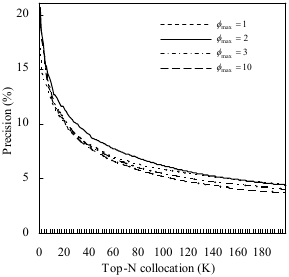 20
15
10
5
0
Precision (%)
ϕmax = 1
ϕmax = 2
ϕmax = 3
ϕmax = 10
0 20 40 60 80 100 120 140 160 180
Top-N collocation (K)